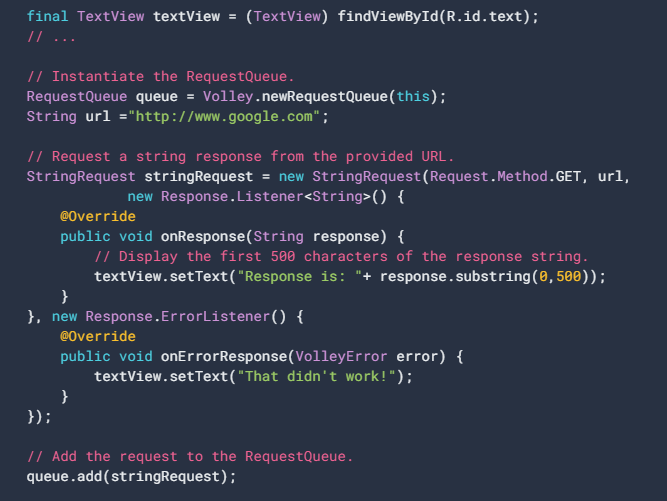 final TextView textView = (TextView) findViewById(R.id.text);
// ...
// Instantiate the RequestQueue.
RequestQueue queue = Volley.newRequestQueue(this);
String url ="http://www.google.com";
// Request a string response from the provided URL.
StringRequest stringRequest = new StringRequest(Request.Method.GET, url,
            new Response.Listener<String>() {
    @Override
    public void onResponse(String response) {
        // Display the first 500 characters of the response string.
        textView.setText("Response is: "+ response.substring(0,500));
    }
}, new Response.ErrorListener() {
    @Override
    public void onErrorResponse(VolleyError error) {
        textView.setText("That didn't work!");
    }
});
// Add the request to the RequestQueue.
queue.add(stringRequest);